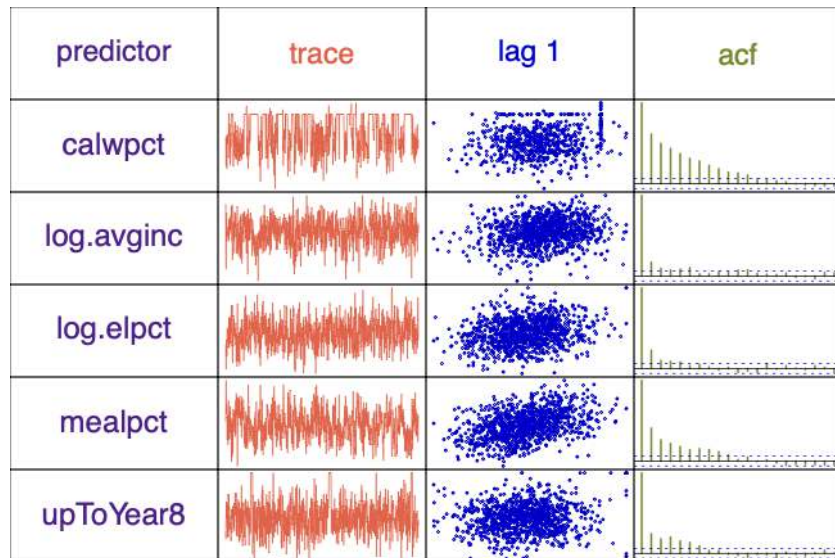 predictor trace lag 1 acf
calwpct
log.avginc
log.elpct
mealpct
upToYear8